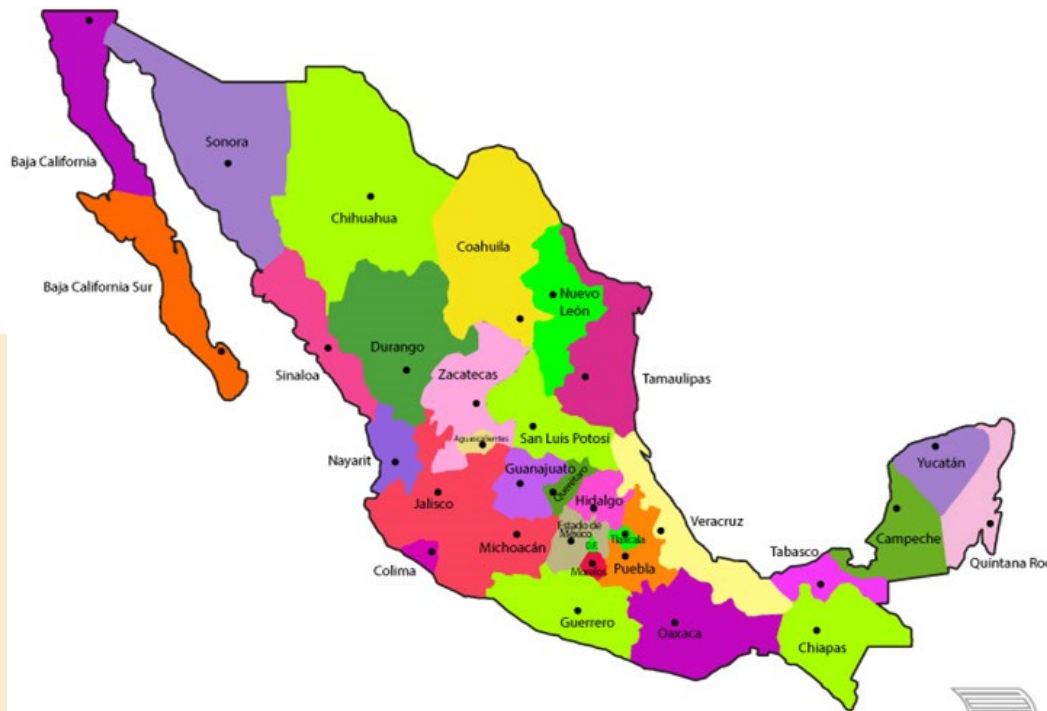 Sonora
Baja California
Chihuahua
Coahuila
Baja California Sur
Nuevo
León
Durango
Sinaloa
Zacatecas
Tamaulipas
Aguascalientes
San Luis Potosí
Nayarit
Guanajuato
Querétaro
Yucatán
Jalisco
Hidalgo
Estado de
México
Veracruz
Tlaxcala
D.F.
Michoacán
Campeche
Tabasco
Colima
Morelos
Puebla
Quintana Roo
Guerrero
Oaxaca
Chiapas